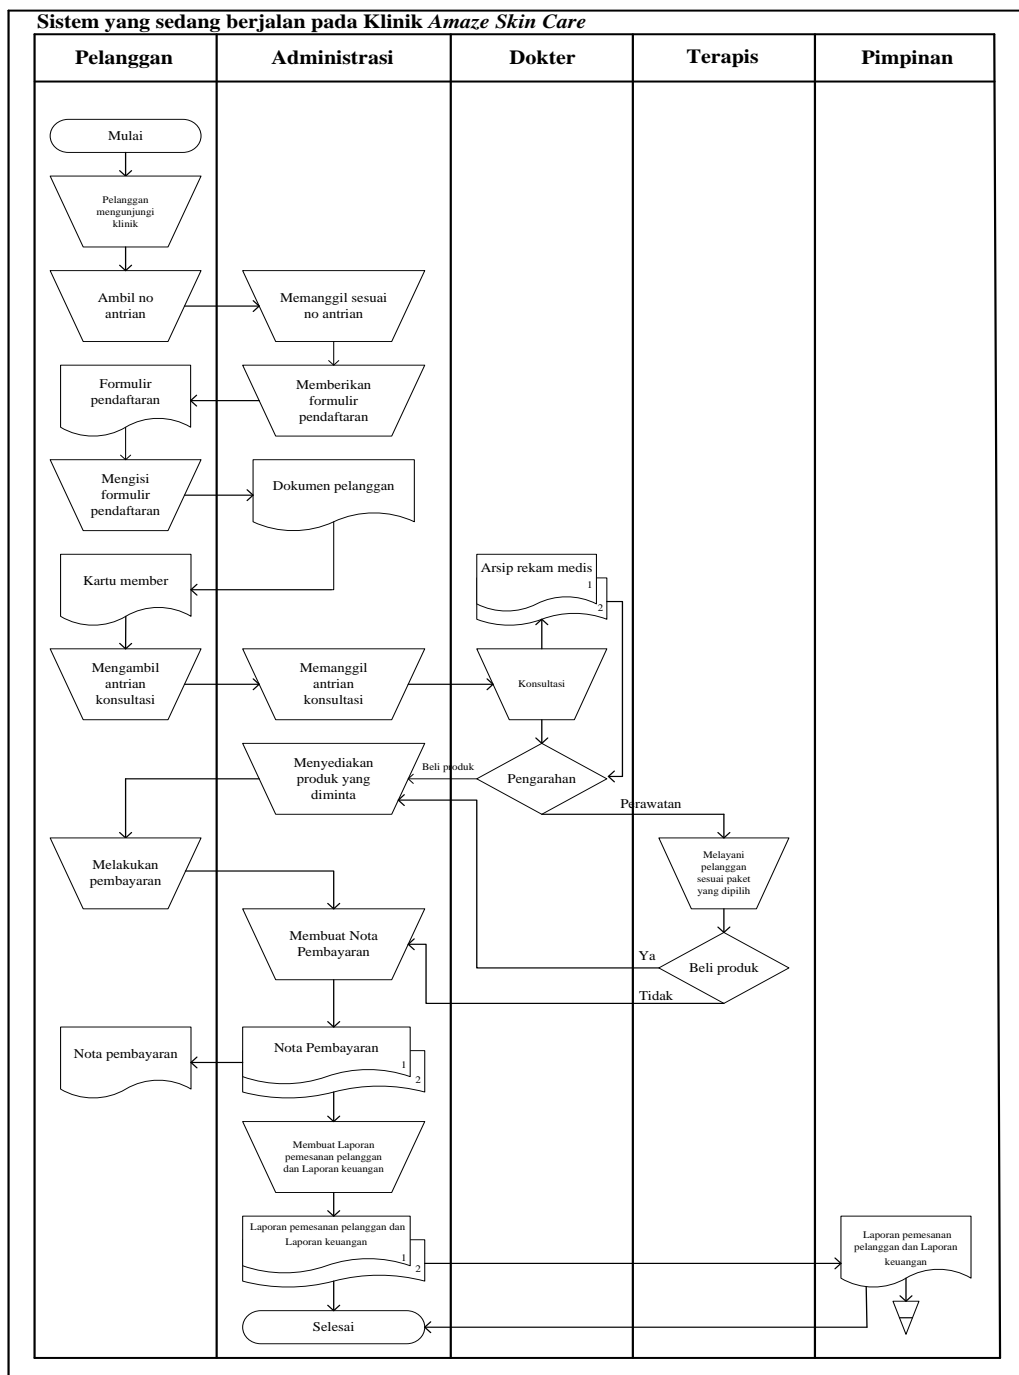 Sistem yang sedang berjalan pada Klinik Amaze Skin Care
Pelanggan
Administrasi
Dokter
Terapis
Pimpinan
Mulai
Pelanggan
mengunjungi
klinik
Ambil no
antrian
Memanggil sesuai
no antrian
Formulir
pendaftaran
Memberikan
formulir
pendaftaran
Mengisi
formulir
pendaftaran
Dokumen pelanggan
Kartu member
Arsip rekam medis
1
2
Mengambil
antrian
konsultasi
Memanggil
antrian
konsultasi
Konsultasi
Menyediakan
produk yang
diminta
Beli produk
Pengarahan
Perawatan
Melakukan
pembayaran
Melayani
pelanggan
sesuai paket
yang dipilih
Membuat Nota
Pembayaran
Ya
Beli produk
Tidak
Nota pembayaran
Nota Pembayaran
1
2
Membuat Laporan
pemesanan pelanggan
dan Laporan keuangan
Laporan pemesanan pelanggan dan
Laporan keuangan
1
2
Laporan pemesanan
pelanggan dan Laporan
keuangan
Selesai